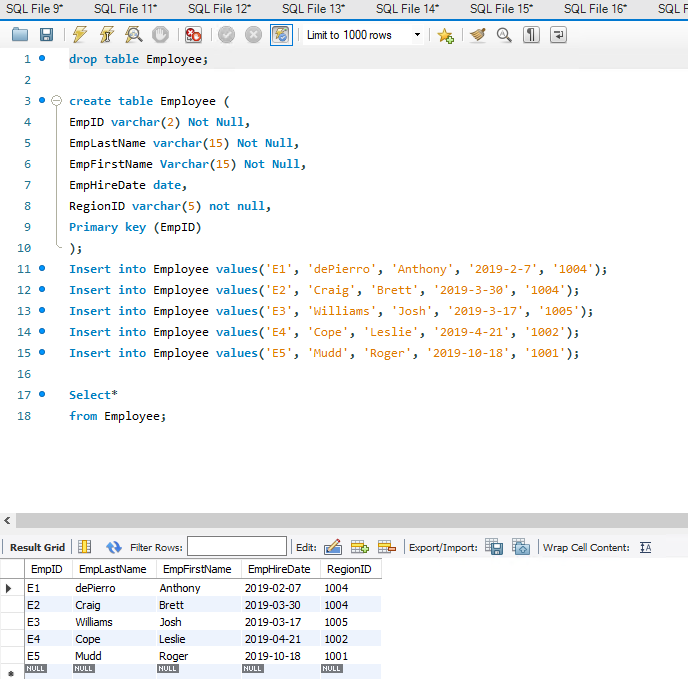 SQL File 9* SQL File 11* SQL File 12* SQL File 13* SQL File 14* SQL File 15* SQL File 16* SQL F
Limit to 1000 rows
1 drop table Employee;
2
3 create table Employee (
4 EmpID varchar(2) Not Null,
5 EmpLastName varchar(15) Not Null,
6 EmpFirstName Varchar(15) Not Null,
7 EmpHireDate date,
8 RegionID varchar(5) not null,
9 Primary key (EmpID)
10 );
11 Insert into Employee values('E1', 'dePierro', 'Anthony', '2019-2-7', '1004');
12 Insert into Employee values('E2', 'Craig', 'Brett', '2019-3-30', '1004');
13 Insert into Employee values('E3', 'Williams', 'Josh', '2019-3-17', '1005');
14 Insert into Employee values('E4', 'Cope', 'Leslie', '2019-4-21', '1002');
15 Insert into Employee values('E5', 'Mudd', 'Roger', '2019-10-18', '1001');
16
17 Select*
18 from Employee;
Result Grid Filter Rows: Edit: Export/Import: Wrap Cell Content:
EmpID EmpLastName EmpFirstName EmpHireDate RegionID
E1 dePierro Anthony 2019-02-07 1004
E2 Craig Brett 2019-03-30 1004
E3 Williams Josh 2019-03-17 1005
E4 Cope Leslie 2019-04-21 1002
E5 Mudd Roger 2019-10-18 1001
NULL NULL NULL NULL NULL